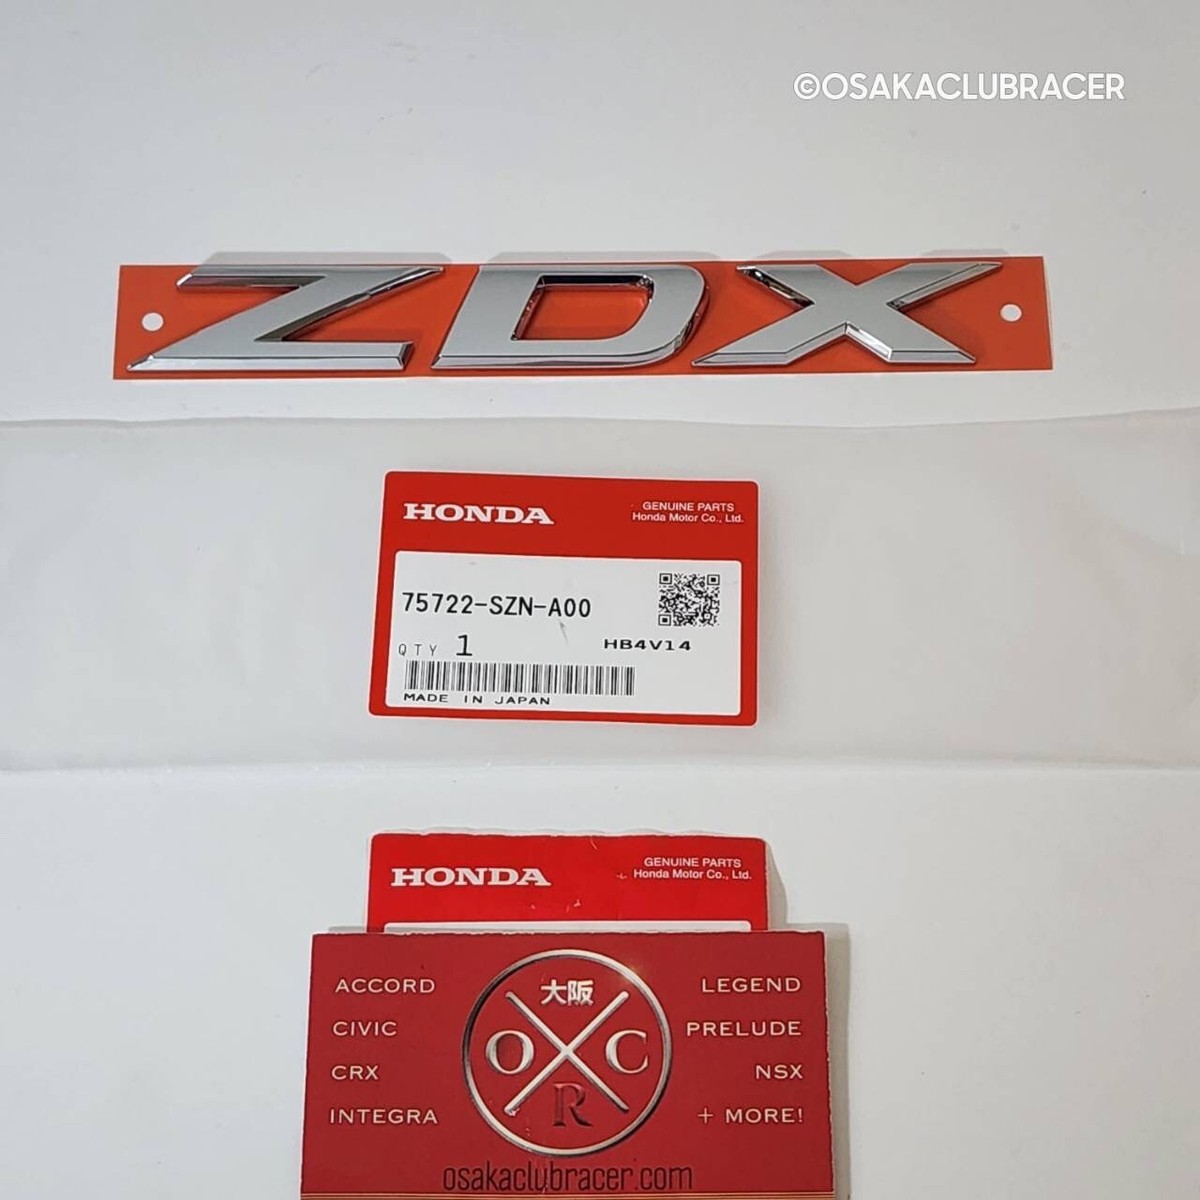 ©OSAKACLUBRACER
ZDX
HONDA
GENUINE PARTS
Honda Motor Co., Ltd.
75722-SZN-A00
QTY 1
HB4V14
MADE IN JAPAN
HONDA
GENUINE PARTS
Honda Motor Co., Ltd.
ACCORD
CIVIC
CRX
INTEGRA
大阪
O C
R
LEGEND
PRELUDE
NSX
+ MORE!
osakaclubracer.com